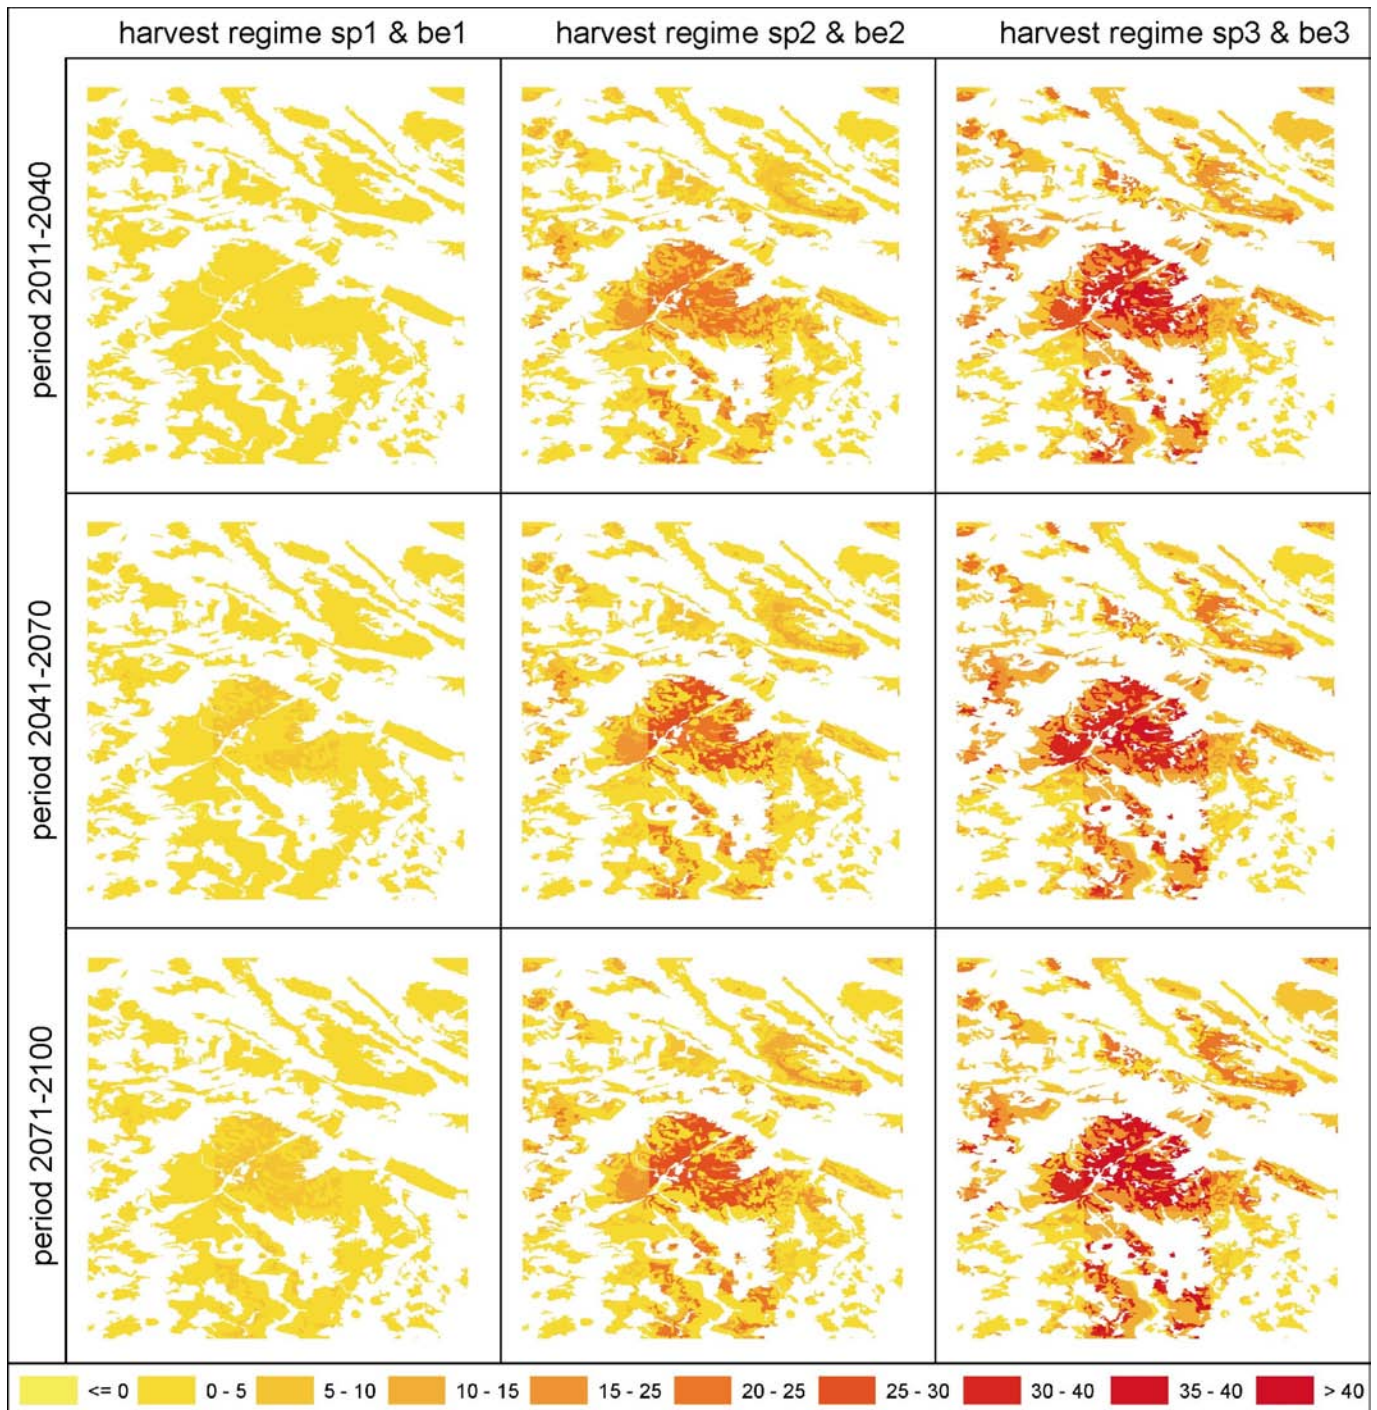 harvest regime sp1 & be1
harvest regime sp2 & be2
harvest regime sp3 & be3
period 20111-2040
period 2041-2070
period 2071-2100
<= 0
0 - 5
5 - 10
10 - 15
15 - 25
20 - 25
25 - 30
30 - 40
35 - 40
> 40